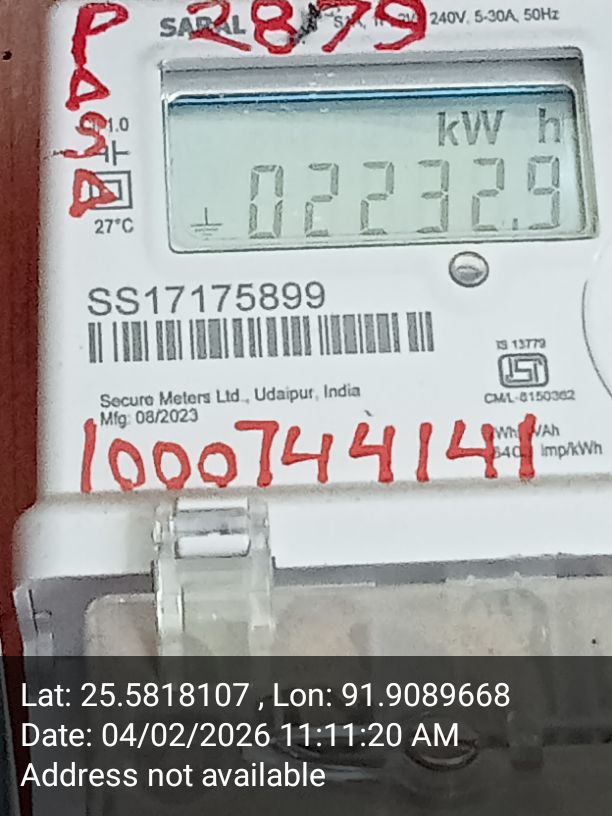 P 2879
SARAL 240V, 5-30A, 50Hz
1.0
kW h
02232.9
27°C
SS17175899
IS 13779
CM/L-8150362
Secure Meters Ltd., Udaipur, India
Mfg: 08/2023
imp/kWh
1000744141
Lat: 25.5818107 , Lon: 91.9089668
Date: 04/02/2026 11:11:20 AM
Address not available